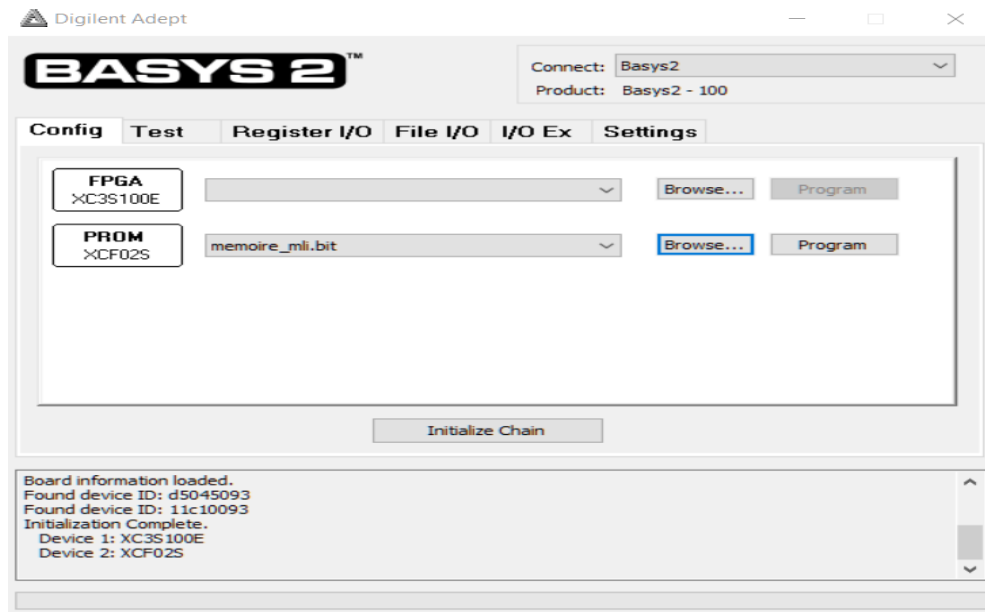 Digilent Adept
BASYS 2™
Connect: Basys2
Product: Basys2 - 100
Config Test Register I/O File I/O I/O Ex Settings
FPGA
XC3S100E
Browse... Program
PROM
XCF02S
memoire_mli.bit Browse... Program
Initialize Chain
Board information loaded.
Found device ID: d5045093
Found device ID: 11c10093
Initialization Complete.
Device 1: XC3S100E
Device 2: XCF02S